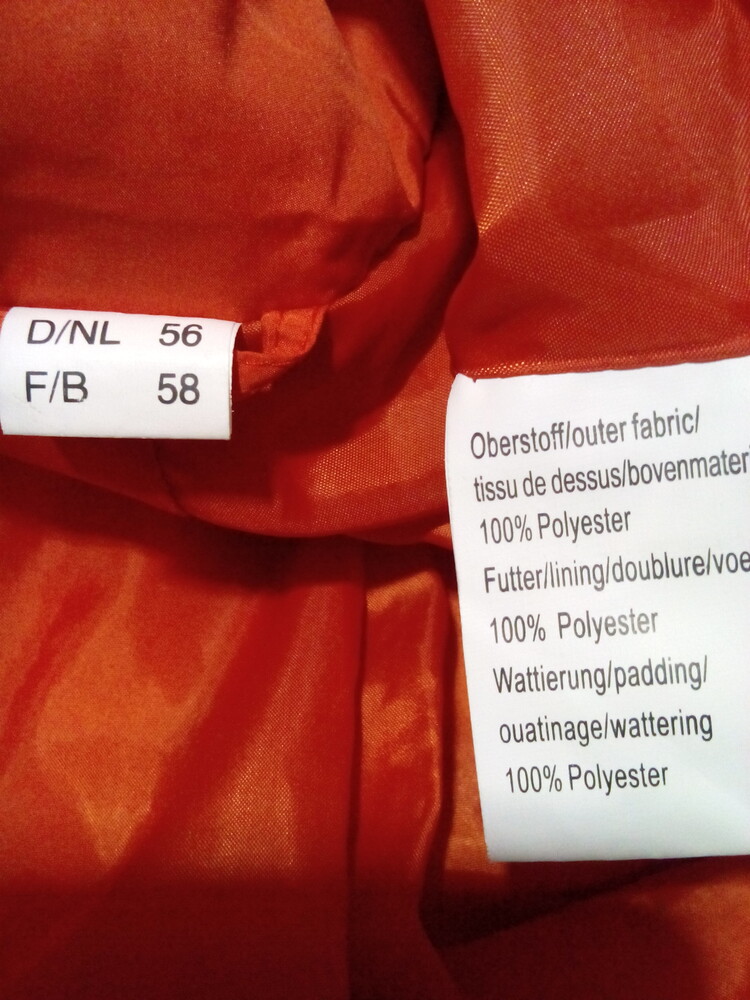 D/NL 56
F/B 58
Oberstoff/outer fabric/
tissu de dessus/bovenmater
100% Polyester
Futter/lining/doublure/voe
100% Polyester
Wattierung/padding/
ouatinage/wattering
100% Polyester